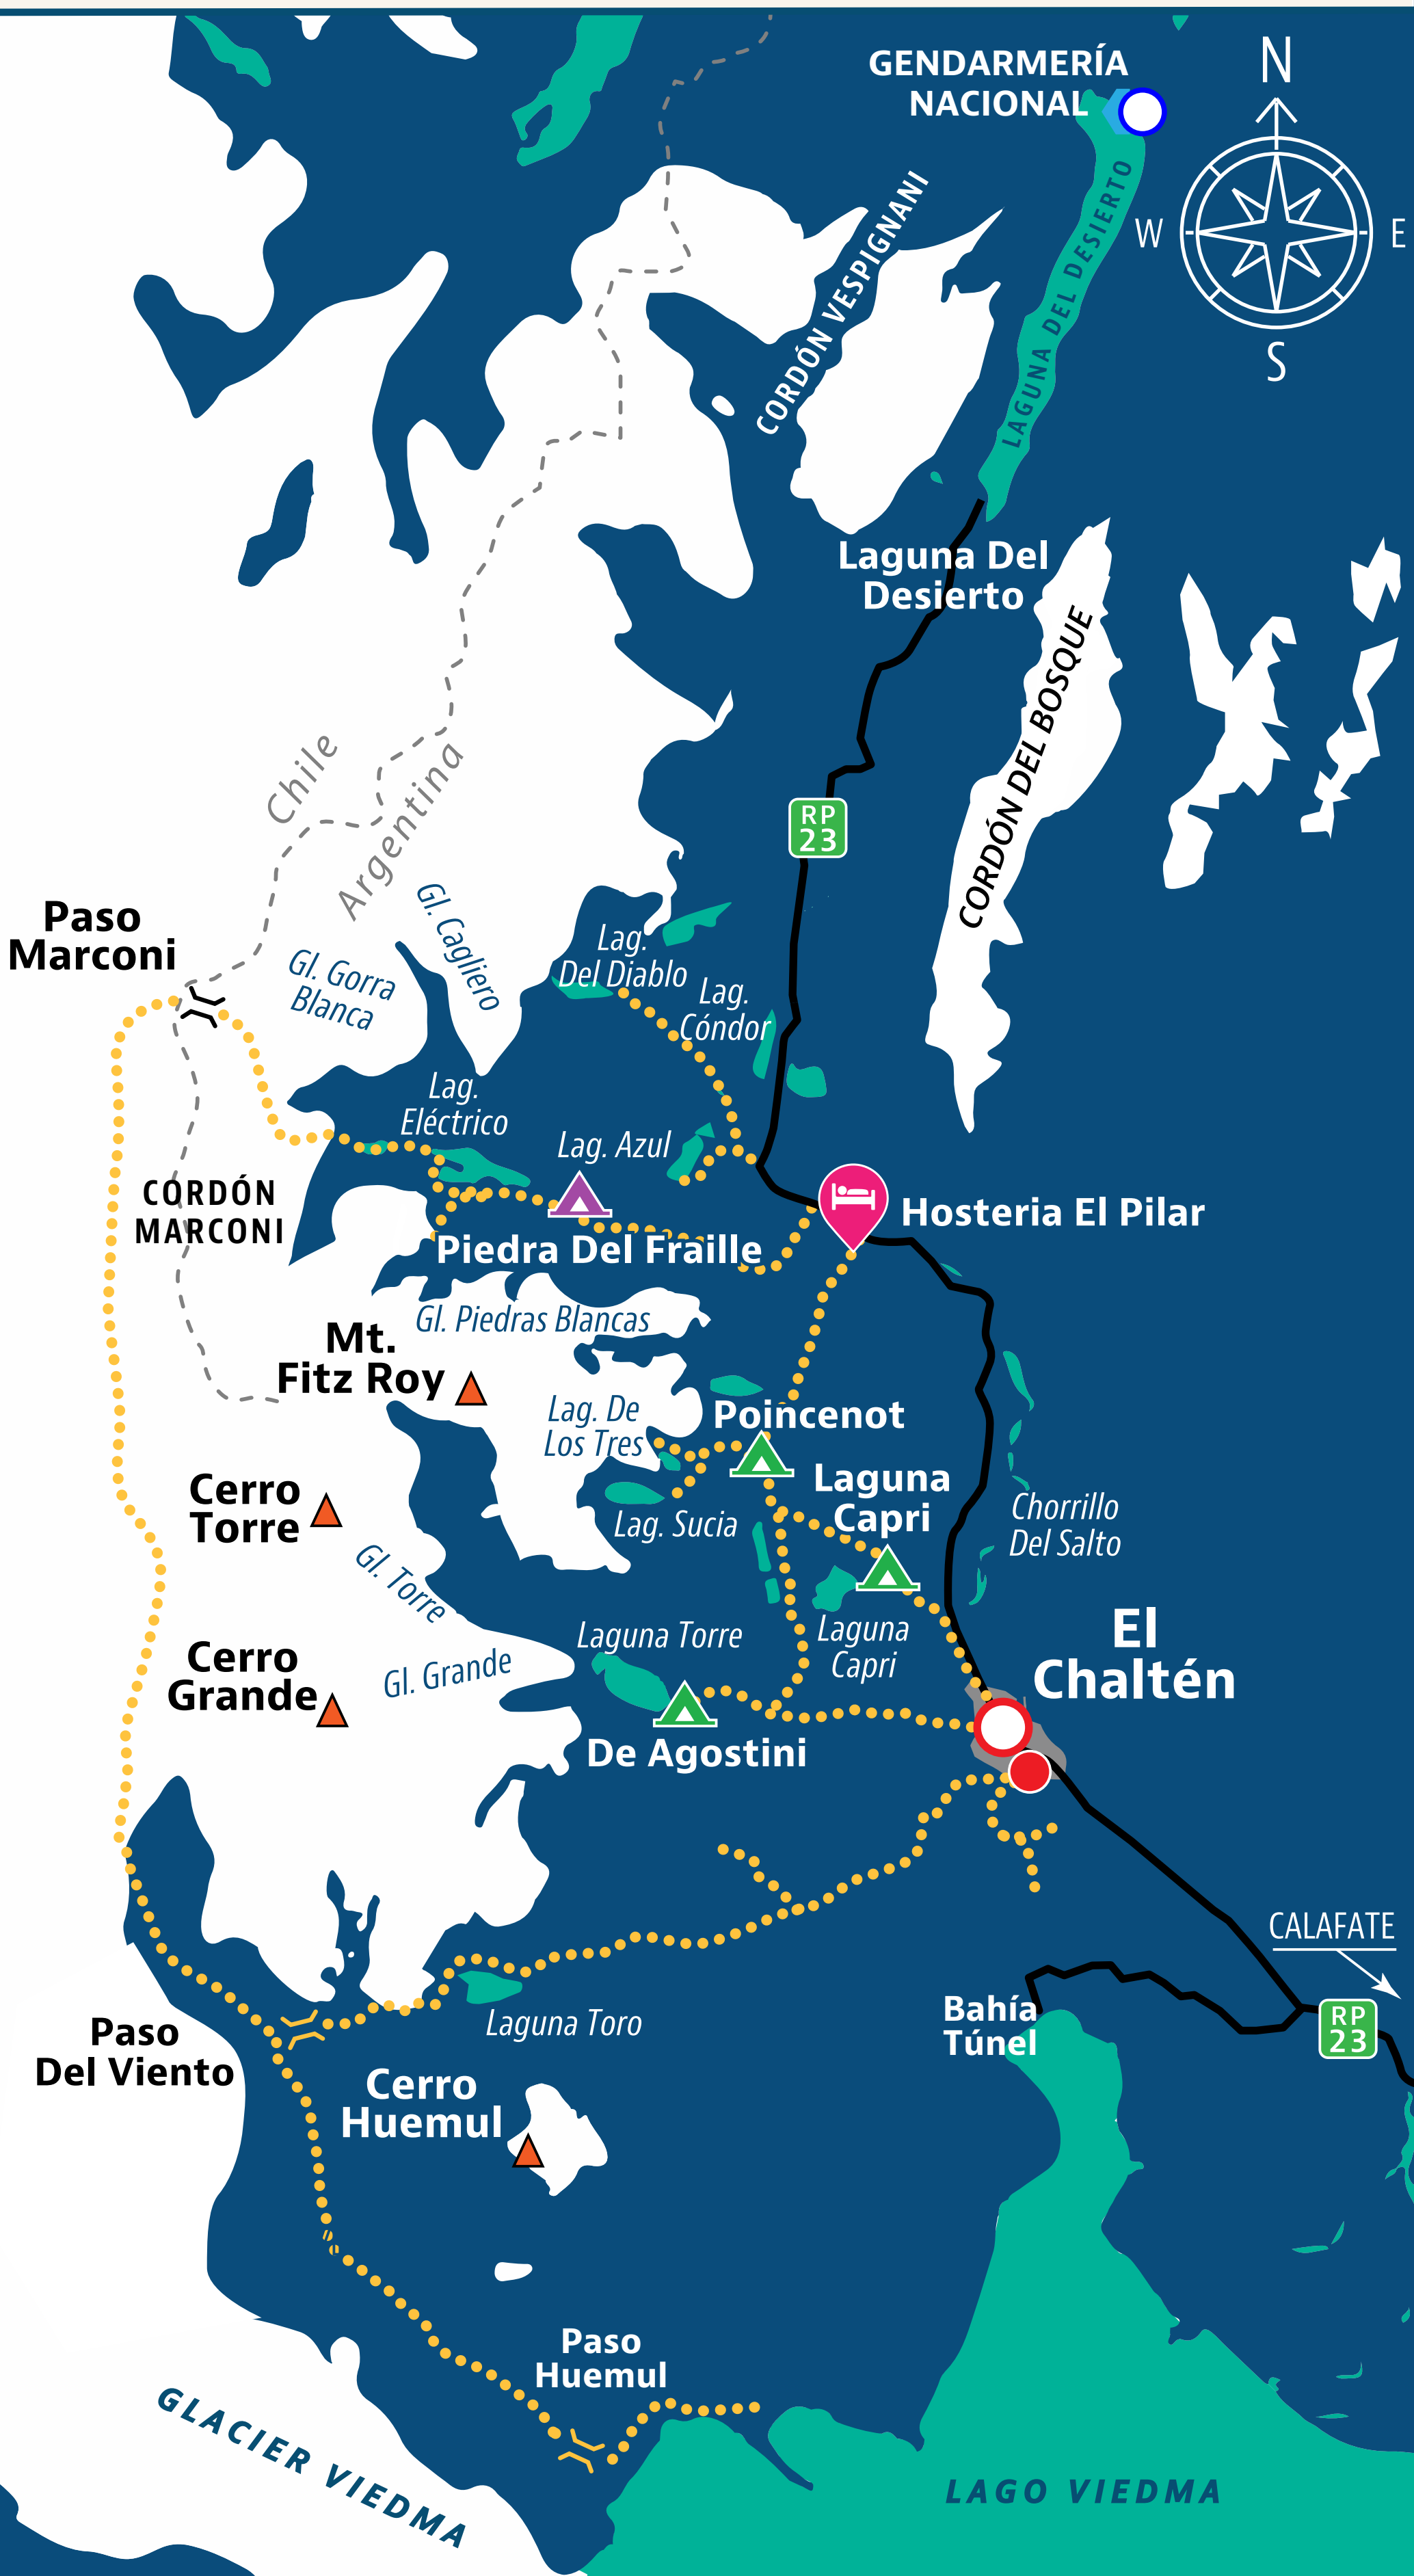 GENDARMERÍA
NACIONAL
N
W
E
S
LAGUNA DEL DESIERTO
CORDÓN VESPIGNANI
Laguna Del
Desierto
CORDÓN DEL BOSQUE
Chile
Argentina
RP
23
Paso
Marconi
Gl. Gorra
Blanca
Gl. Cagliero
Lag.
Del Diablo
Lag.
Cóndor
Lag.
Eléctrico
Lag. Azul
CORDÓN
MARCONI
Hosteria El Pilar
Piedra Del Fraille
Gl. Piedras Blancas
Mt.
Fitz Roy
Lag. De
Los Tres
Poincenot
Laguna
Capri
Cerro
Torre
Lag. Sucia
Chorrillo
Del Salto
Gl. Torre
Laguna Torre
Laguna
Capri
El
Chaltén
Cerro
Grande
Gl. Grande
De Agostini
CALAFATE
Bahía
Túnel
RP
23
Laguna Toro
Paso
Del Viento
Cerro
Huemul
Paso
Huemul
GLACIER VIEDMA
LAGO VIEDMA